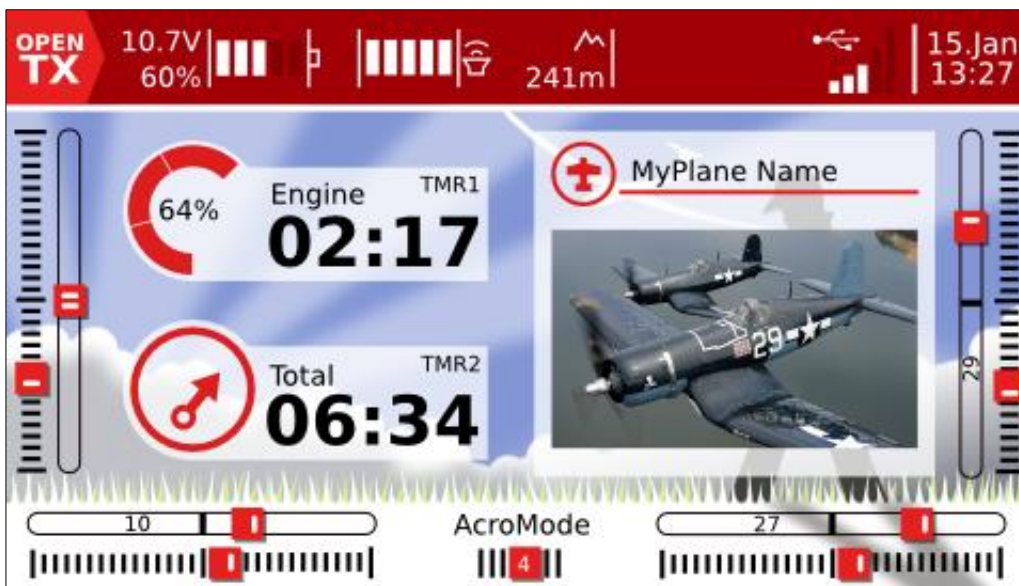 OPEN
TX
10.7V
60%
241m
15.Jan
13:27
64%
Engine
TMR1
02:17
Total
TMR2
06:34
MyPlane Name
29
29
10
AcroMode
27
4